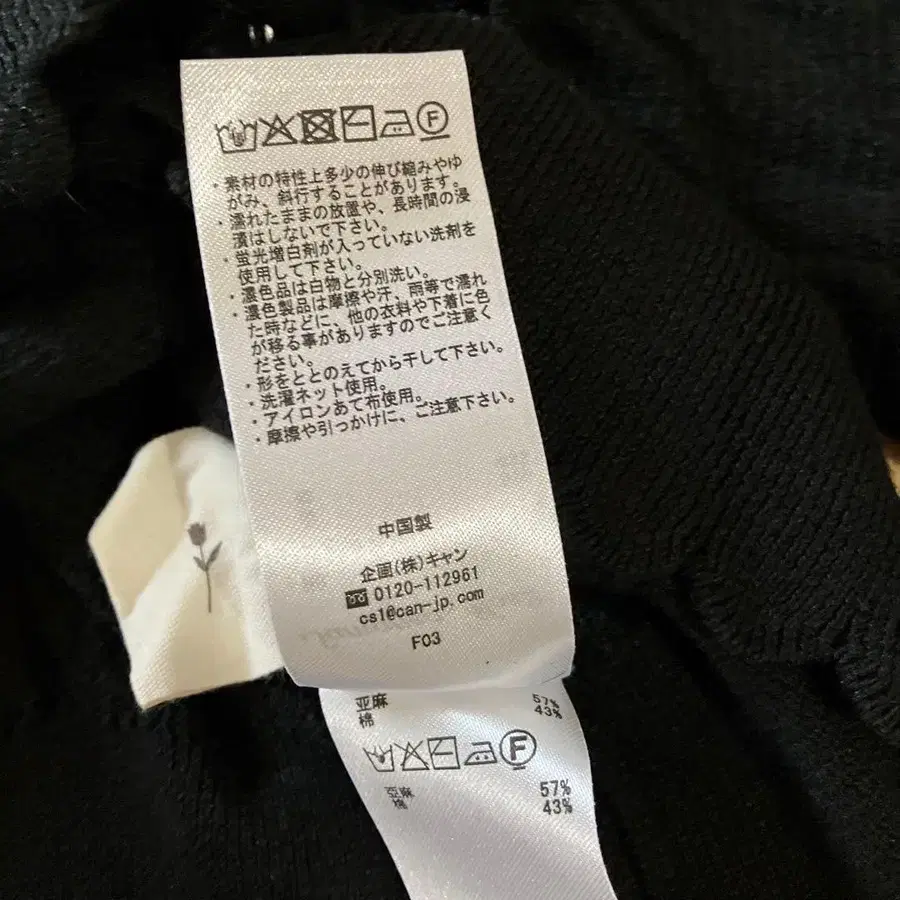 F
・素材の特性上多少の伸び縮みやゆ
がみ、斜行することがあります。
・濡れたままの放置や、長時間の浸
漬はしないで下さい。
・蛍光増白剤が入っていない洗剤を
使用して下さい。
・濃色品は白物と分別洗い。
・濃色製品は摩擦や汗、雨等で濡れ
た時などに、他の衣料や下着に色
が移る事がありますのでご注意く
ださい。
・形をととのえてから干して下さい。
・洗濯ネット使用。
・アイロンあて布使用。
・摩擦や引っかけに、ご注意下さい。
中国製
企画(株)キャン
0120-112961
cs1@can-jp.com
F03
亚麻 57%
棉 43%
F
亞麻 57%
棉 43%